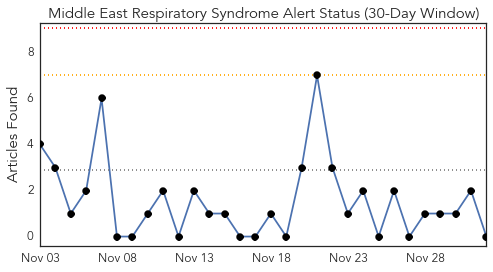 Middle East Respiratory Syndrome Alert Status (30-Day Window)
Articles Found
8
6
4
2
0
Nov 03 Nov 08 Nov 13 Nov 18 Nov 23 Nov 28